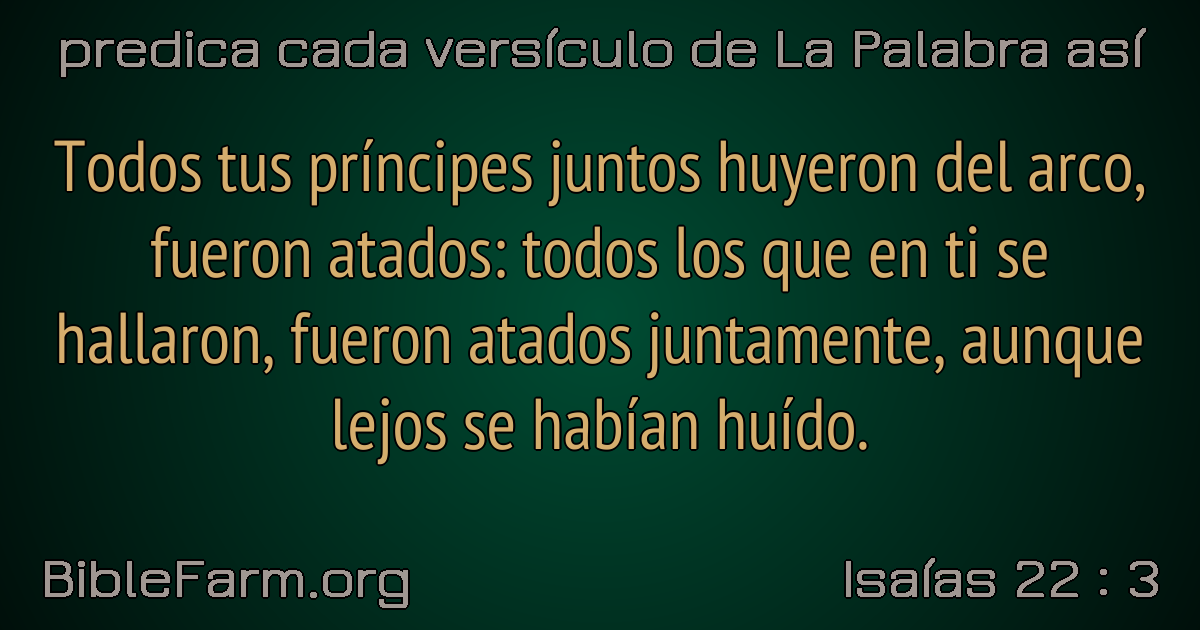 predica cada versículo de La Palabra así
Todos tus príncipes juntos huyeron del arco,
fueron atados: todos los que en ti se
hallaron, fueron atados juntamente, aunque
lejos se habían huído.
BibleFarm.org
Isaías 22 : 3